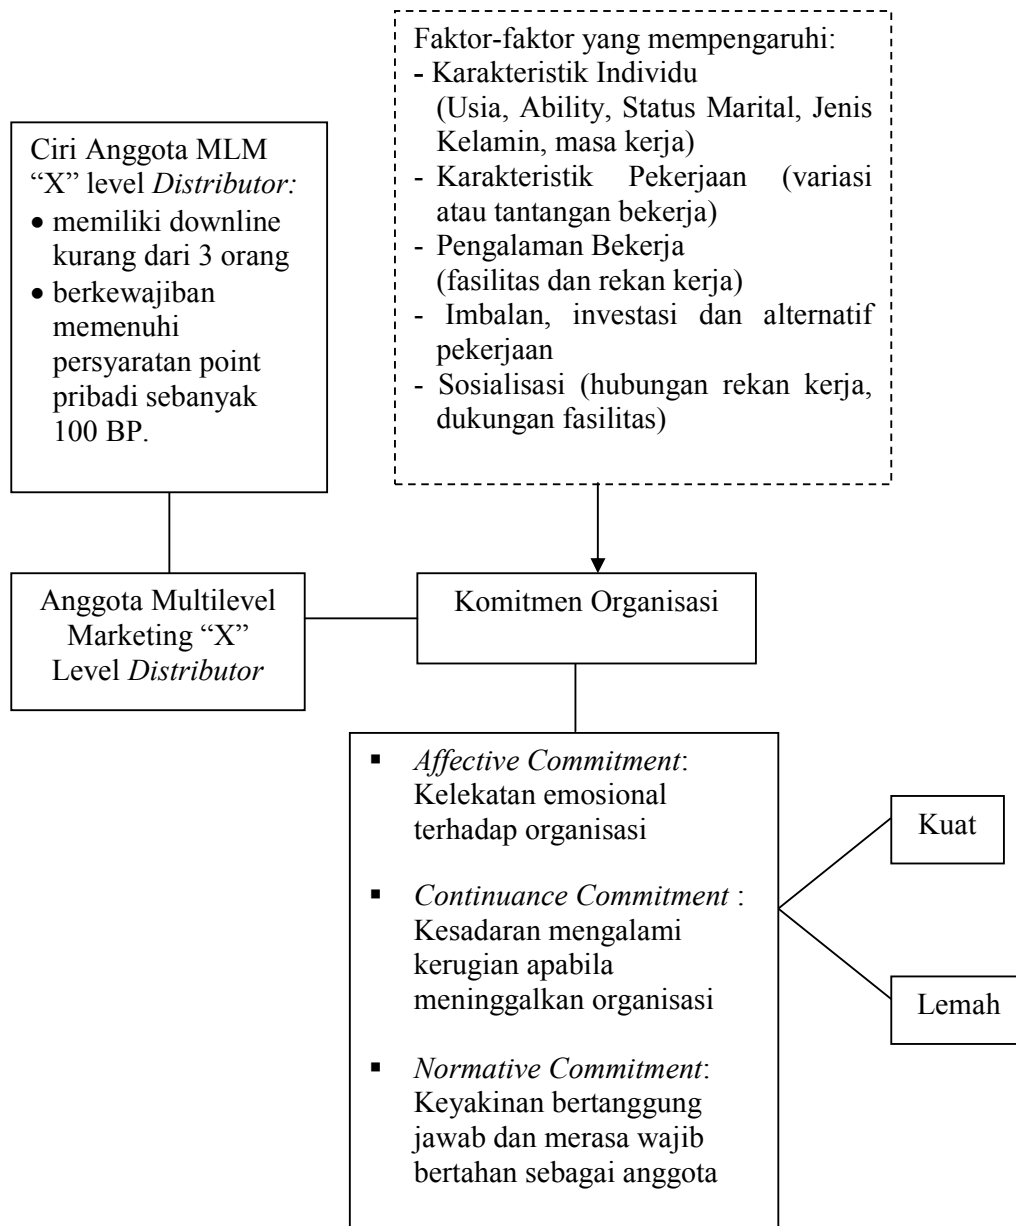 Faktor-faktor yang mempengaruhi:
- Karakteristik Individu
(Usia, Ability, Status Marital, Jenis
Kelamin, masa kerja)
- Karakteristik Pekerjaan (variasi
atau tantangan bekerja)
- Pengalaman Bekerja
(fasilitas dan rekan kerja)
- Imbalan, investasi dan alternatif
pekerjaan
- Sosialisasi (hubungan rekan kerja,
dukungan fasilitas)
Ciri Anggota MLM
“X” level Distributor:
• memiliki downline
kurang dari 3 orang
• berkewajiban
memenuhi
persyaratan point
pribadi sebanyak
100 BP.
Anggota Multilevel
Marketing “X”
Level Distributor
Komitmen Organisasi
▪ Affective Commitment:
Kelekatan emosional
terhadap organisasi
▪ Continuance Commitment :
Kesadaran mengalami
kerugian apabila
meninggalkan organisasi
▪ Normative Commitment:
Keyakinan bertanggung
jawab dan merasa wajib
bertahan sebagai anggota
Kuat
Lemah